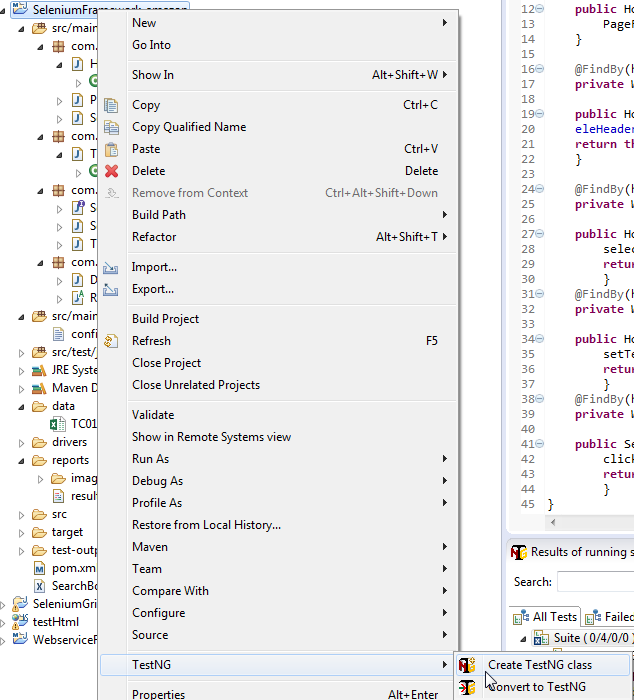 SeleniumFramework_amazon
src/main
com.
H
C
P
S
com.
T
C
com.
S
S
T
com.
D
R
src/main
confi
src/test/j
JRE Syste
Maven D
data
TC01
drivers
reports
imag
resul
src
target
test-outp
pom.xm
SearchBo
SeleniumGri
testHtml
WebserviceF
New
Go Into
Show In Alt+Shift+W
Copy Ctrl+C
Copy Qualified Name
Paste Ctrl+V
Delete Delete
Remove from Context Ctrl+Alt+Shift+Down
Build Path
Refactor Alt+Shift+T
Import...
Export...
Build Project
Refresh F5
Close Project
Close Unrelated Projects
Validate
Show in Remote Systems view
Run As
Debug As
Profile As
Restore from Local History...
Maven
Team
Compare With
Configure
Source
TestNG
Properties Alt+Enter
Create TestNG class
Convert to TestNG
12 public Ho
13 PageF
14 }
15
16 @FindBy(h
17 private W
18
19 public Ho
20 eleHeader
21 return th
22 }
23
24 @FindBy(h
25 private W
26
27 public Ho
28 selec
29 retur
30 }
31 @FindBy(h
32 private W
33
34 public Ho
35 setTe
36 retur
37 }
38 @FindBy(h
39 private W
40
41 public Se
42 click
43 retur
44 }
45 }
Results of running s
Search:
All Tests Failed
Suite ( 0/4/0/0 )